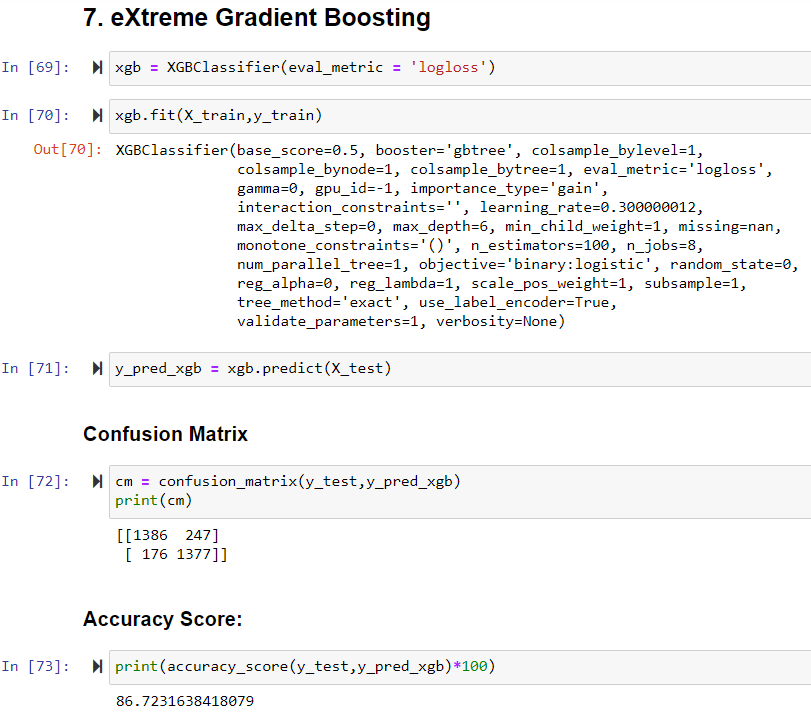 7. eXtreme Gradient Boosting
In [69]: xgb = XGBClassifier(eval_metric = 'logloss')
In [70]: xgb.fit(X_train,y_train)
Out[70]: XGBClassifier(base_score=0.5, booster='gbtree', colsample_bylevel=1,
colsample_bynode=1, colsample_bytree=1, eval_metric='logloss',
gamma=0, gpu_id=-1, importance_type='gain',
interaction_constraints='', learning_rate=0.300000012,
max_delta_step=0, max_depth=6, min_child_weight=1, missing=nan,
monotone_constraints='()', n_estimators=100, n_jobs=8,
num_parallel_tree=1, objective='binary:logistic', random_state=0,
reg_alpha=0, reg_lambda=1, scale_pos_weight=1, subsample=1,
tree_method='exact', use_label_encoder=True,
validate_parameters=1, verbosity=None)
In [71]: y_pred_xgb = xgb.predict(X_test)
Confusion Matrix
In [72]: cm = confusion_matrix(y_test,y_pred_xgb)
print(cm)
[[1386  247]
[ 176 1377]]
Accuracy Score:
In [73]: print(accuracy_score(y_test,y_pred_xgb)*100)
86.7231638418079